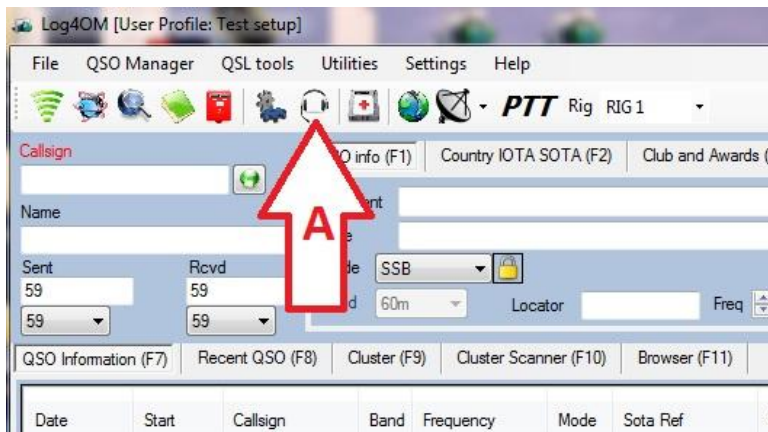 Log4OM [User Profile: Test setup]
File QSO Manager QSL tools Utilities Settings Help
PTT Rig RIG 1
Callsign
O info (F1) Country IOTA SOTA (F2) Club and Awards (
Name
A
Sent Rcvd SSB
59 59 60m Locator Freq
59 59
QSO Information (F7) Recent QSO (F8) Cluster (F9) Cluster Scanner (F10) Browser (F11)
Date Start Callsign Band Frequency Mode Sota Ref